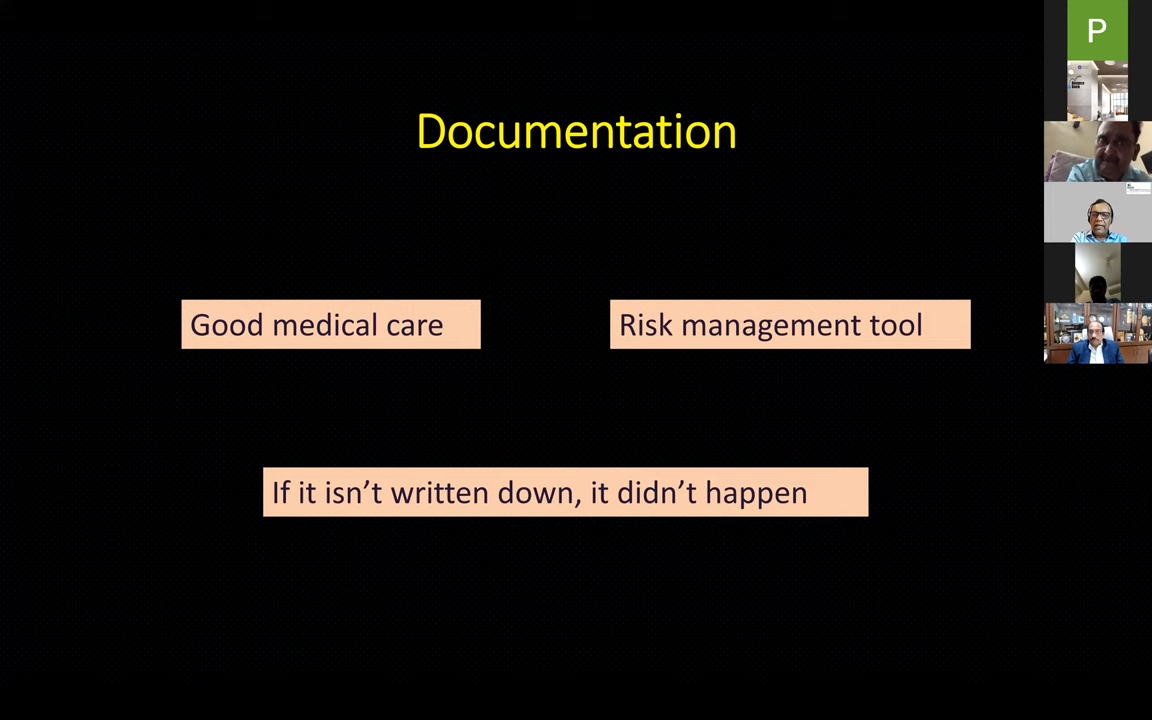 Documentation
Good medical care
Risk management tool
If it isn’t written down, it didn’t happen
P